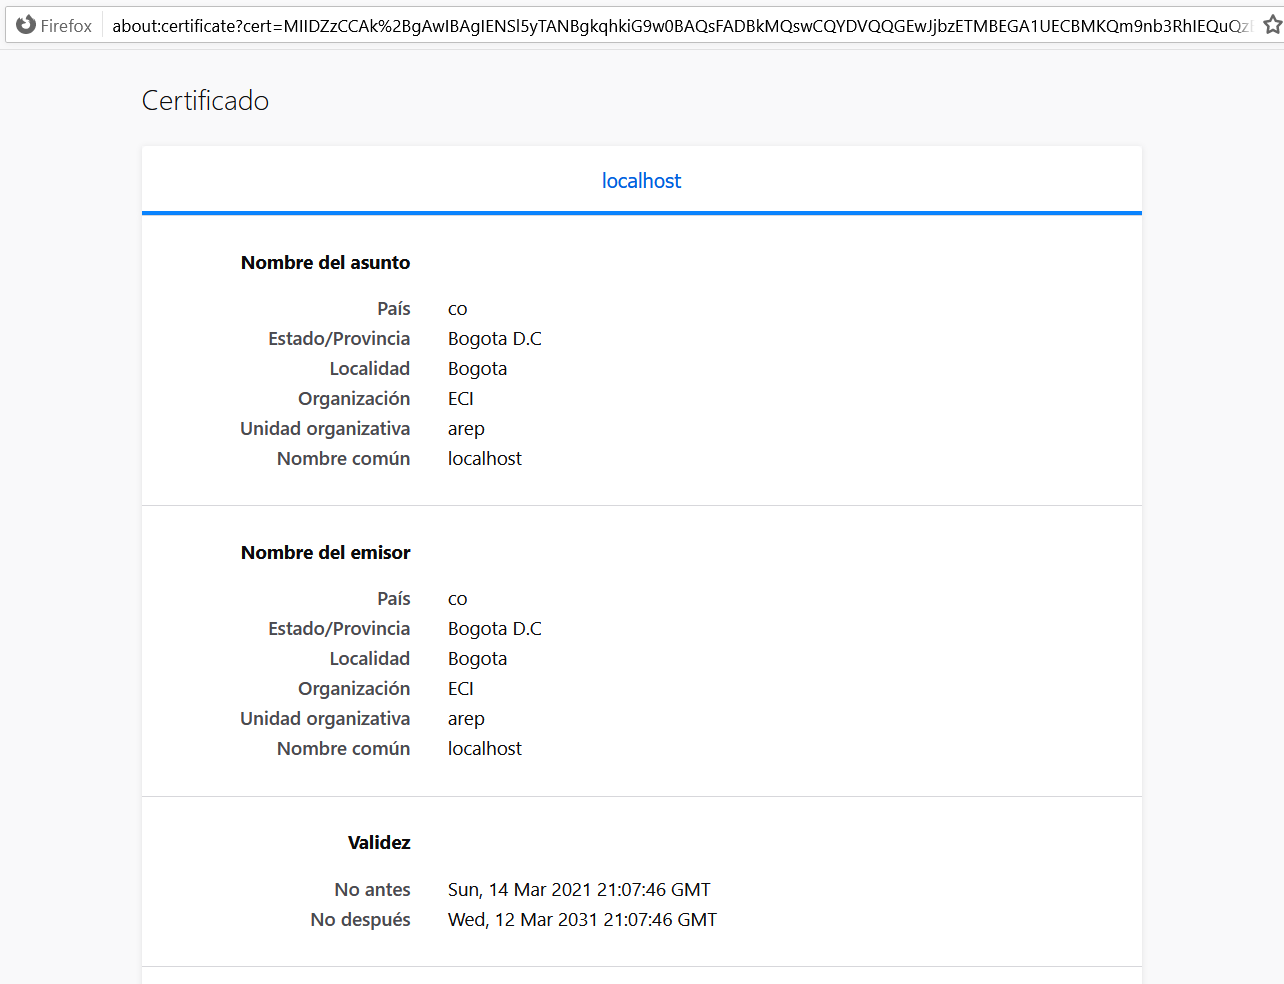 Firefox about:certificate?cert=MIIDZzCCAk%2BgAwIBAgIENSl5yTANBgkqhkiG9w0BAQsFADBkMQswCQYDVQQGEwJjbzETMBEGA1UECBMKQm9nb3RhIEQuQzE
Certificado
localhost
Nombre del asunto
País co
Estado/Provincia Bogota D.C
Localidad Bogota
Organización ECI
Unidad organizativa arep
Nombre común localhost
Nombre del emisor
País co
Estado/Provincia Bogota D.C
Localidad Bogota
Organización ECI
Unidad organizativa arep
Nombre común localhost
Validez
No antes Sun, 14 Mar 2021 21:07:46 GMT
No después Wed, 12 Mar 2031 21:07:46 GMT